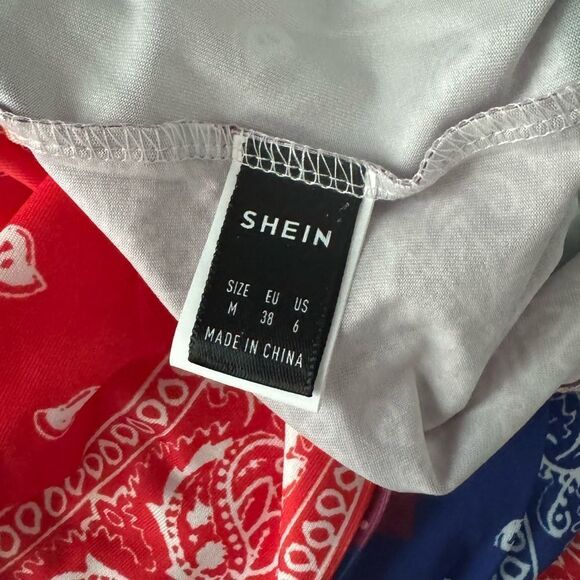 SHEIN
SIZE EU US
M 38 6
MADE IN CHINA